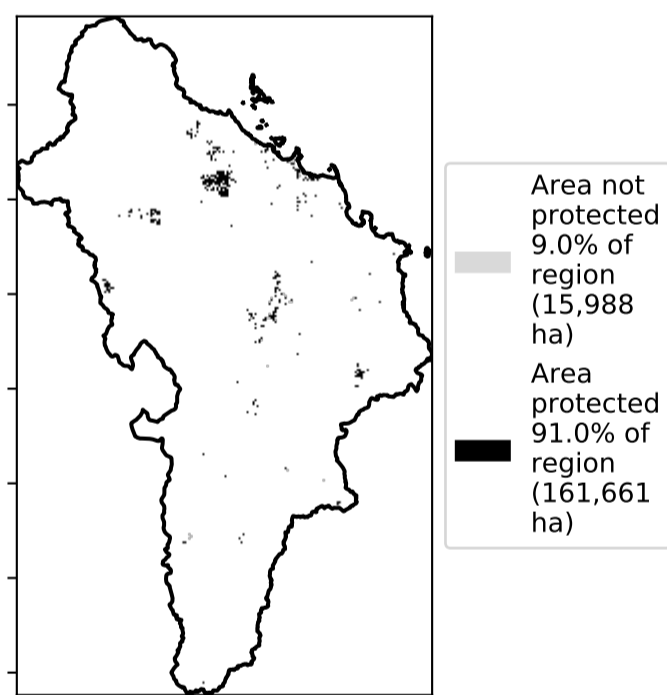 Area not
protected
9.0% of
region
(15,988
ha)
Area
protected
91.0% of
region
(161,661
ha)